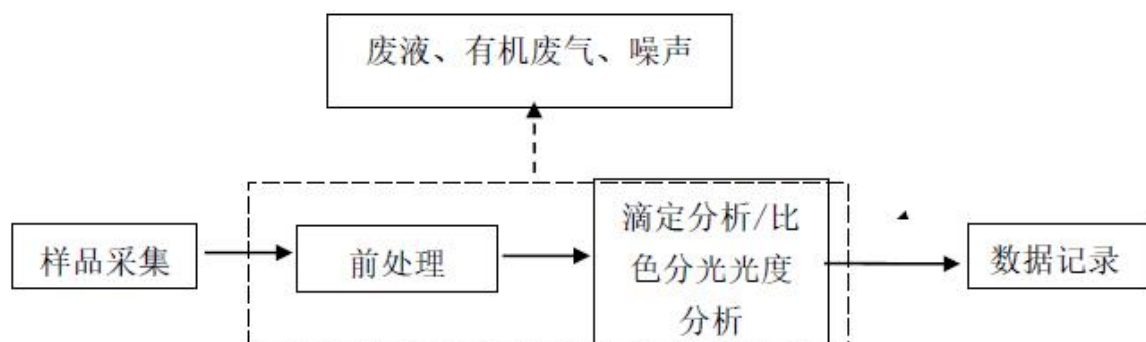 废液、有机废气、噪声
样品采集
前处理
滴定分析/比
色分光光度
分析
数据记录